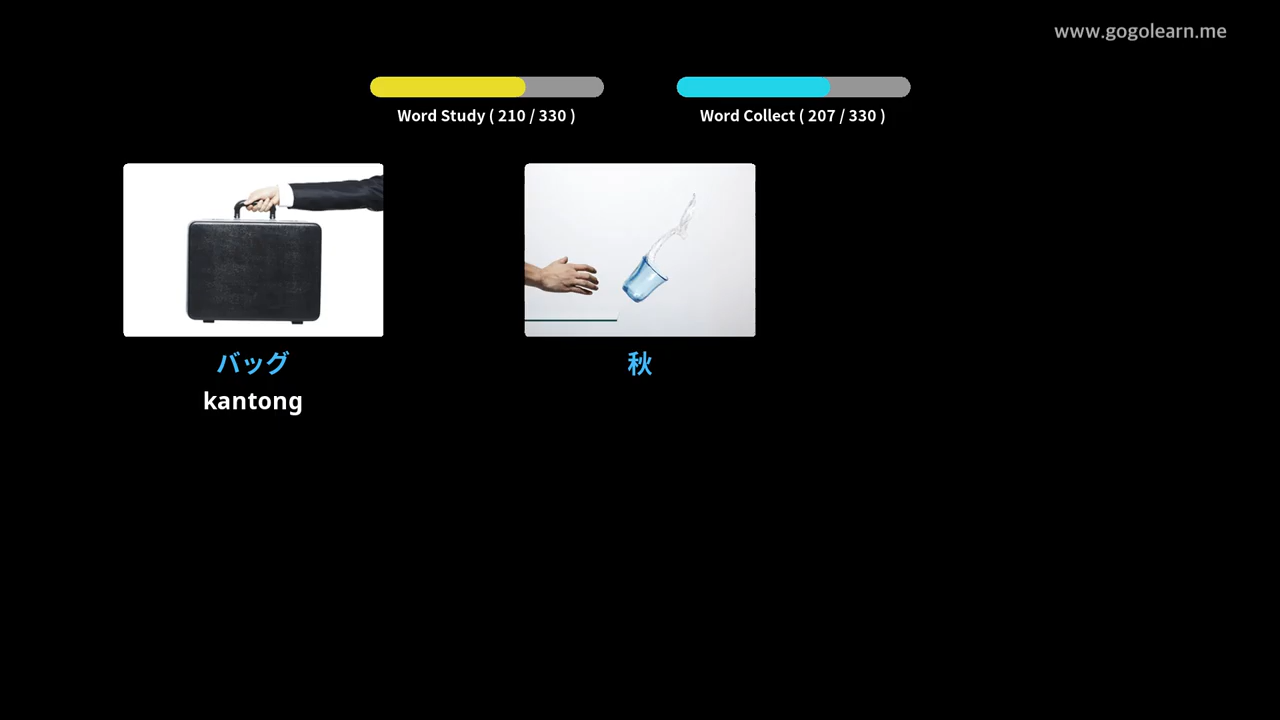 www.gogolearn.me
Word Study ( 210 / 330 )
Word Collect ( 207 / 330 )
バッグ
kantong
秋